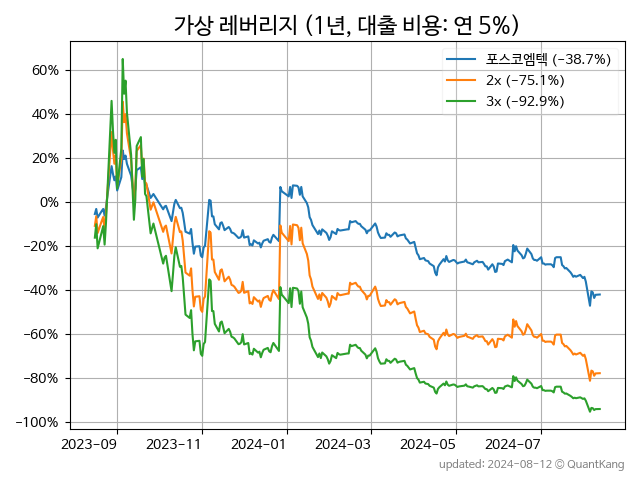 가상 레버리지 (1년, 대출 비용: 연 5%)
포스코엠텍 (-38.7%)
2x (-75.1%)
3x (-92.9%)
60%
40%
20%
0%
-20%
-40%
-60%
-80%
-100%
2023-09 2023-11 2024-01 2024-03 2024-05 2024-07
updated: 2024-08-12 © QuantKang